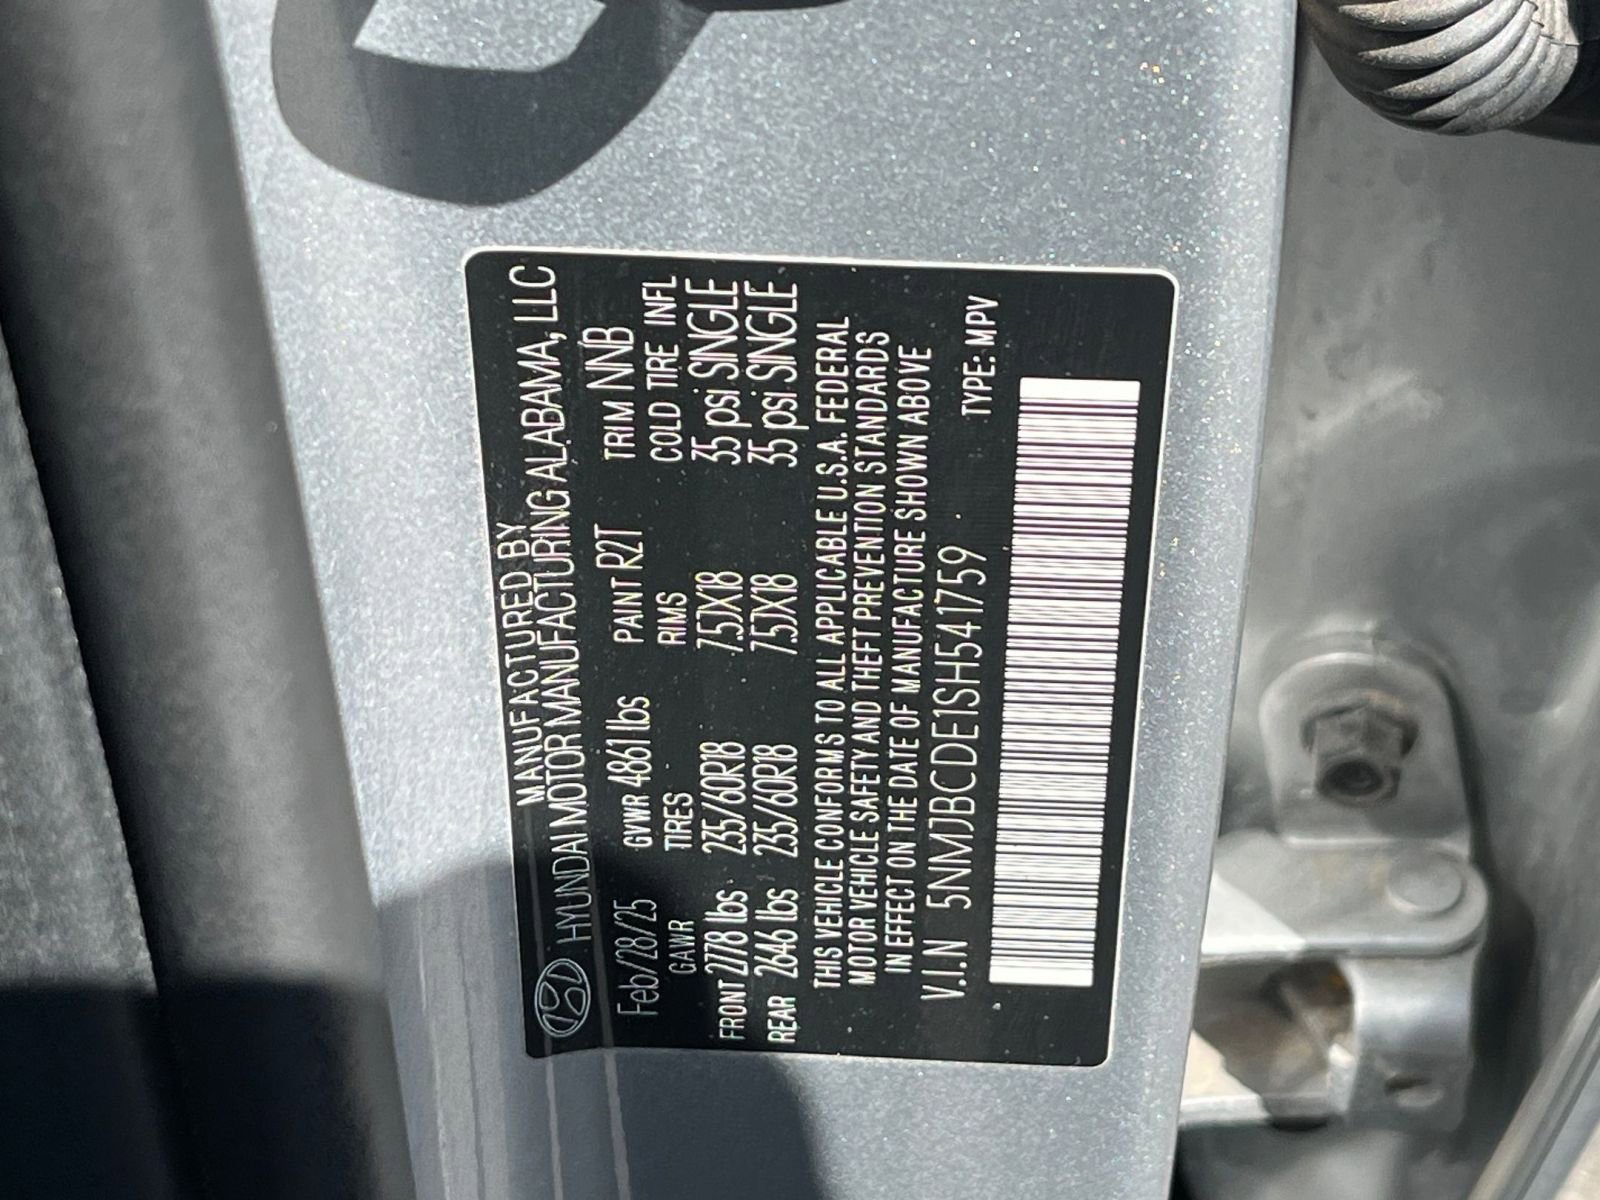 MANUFACTURED BY
HYUNDAI MOTOR MANUFACTURING ALABAMA, LLC
Feb/28/25 GVWR 4861 lbs PAINT R2T TRIM NNB
GAWR TIRES RIMS COLD TIRE INFL
FRONT 2778 lbs 235/60R18 7.5JX18 35 psi SINGLE
REAR 2646 lbs 235/60R18 7.5JX18 35 psi SINGLE
THIS VEHICLE CONFORMS TO ALL APPLICABLE U.S.A. FEDERAL
MOTOR VEHICLE SAFETY AND THEFT PREVENTION STANDARDS
IN EFFECT ON THE DATE OF MANUFACTURE SHOWN ABOVE
V.I.N 5NMJBCDE1SH541759 TYPE: MPV